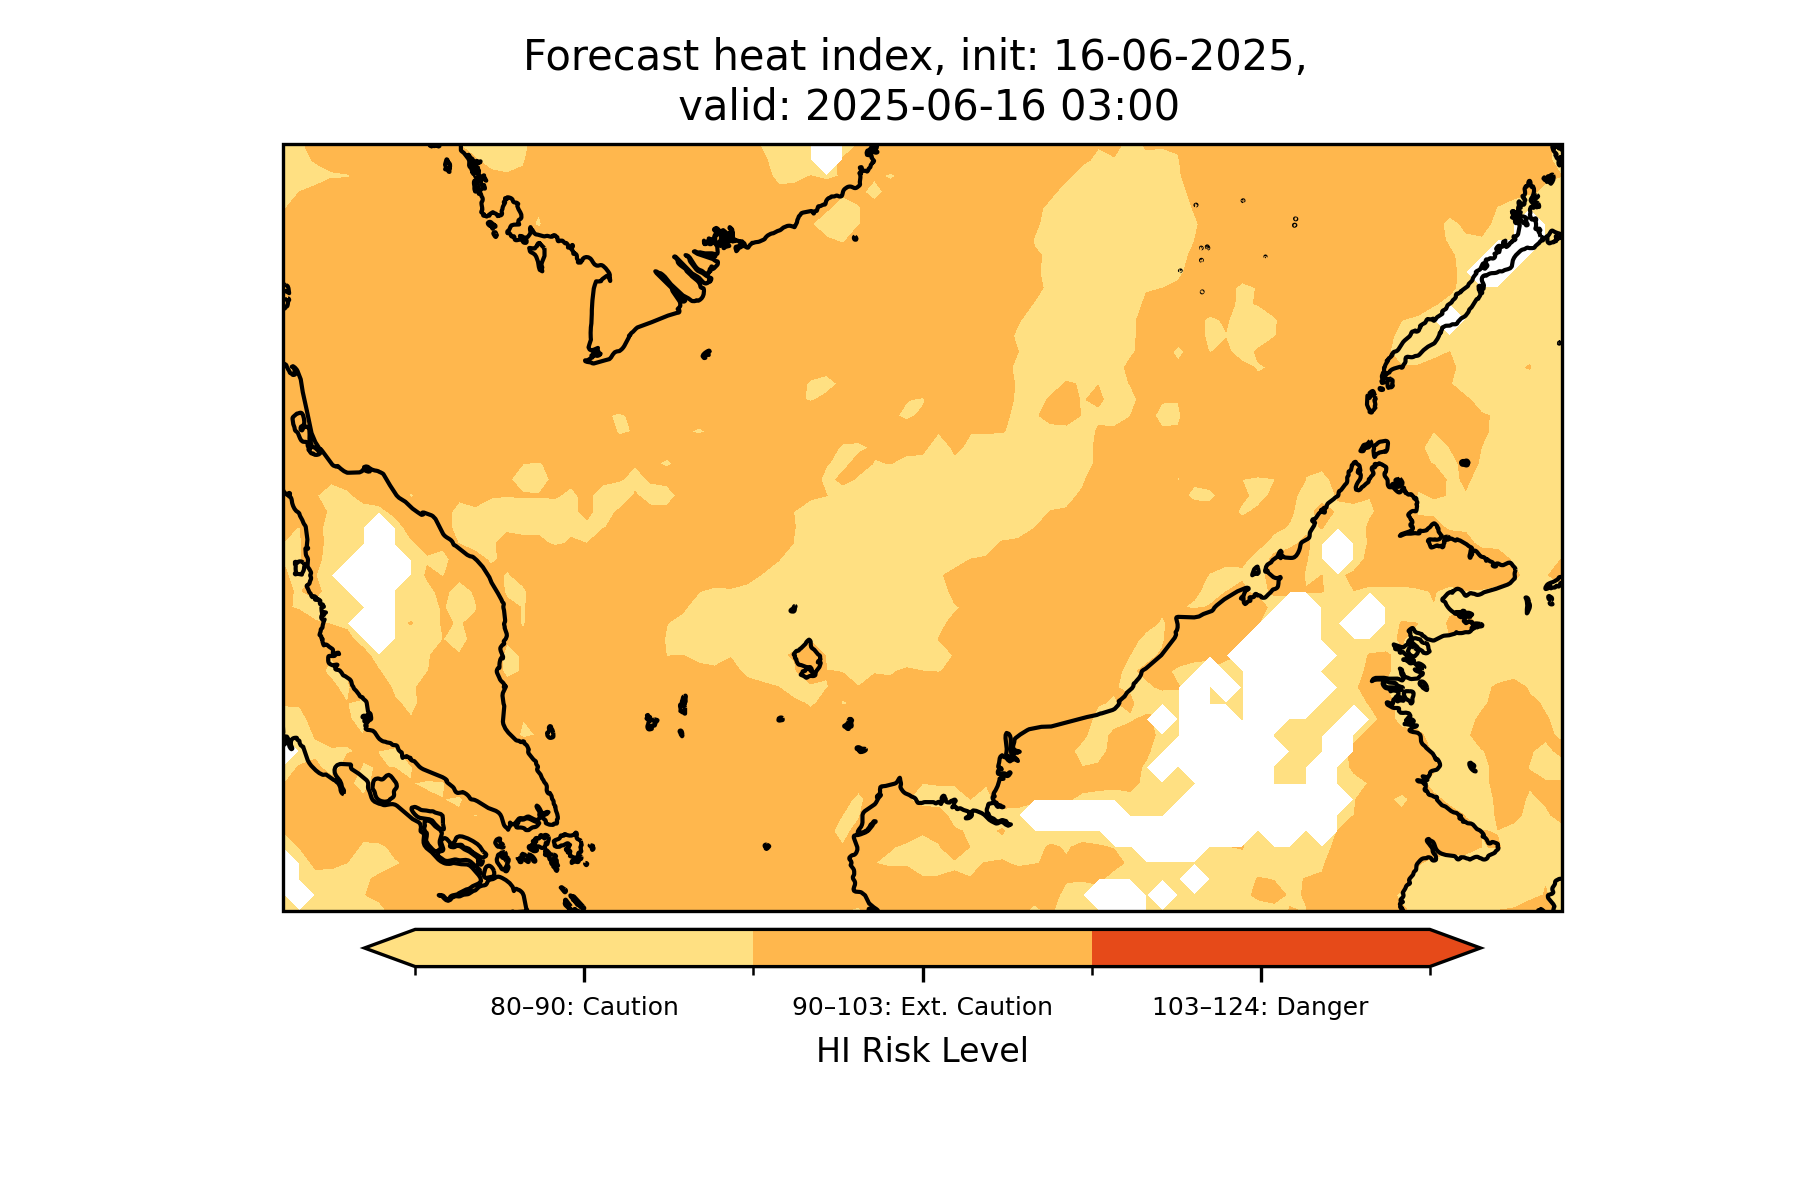 Forecast heat index, init: 16-06-2025,
valid: 2025-06-16 03:00
80–90: Caution
90–103: Ext. Caution
103–124: Danger
HI Risk Level